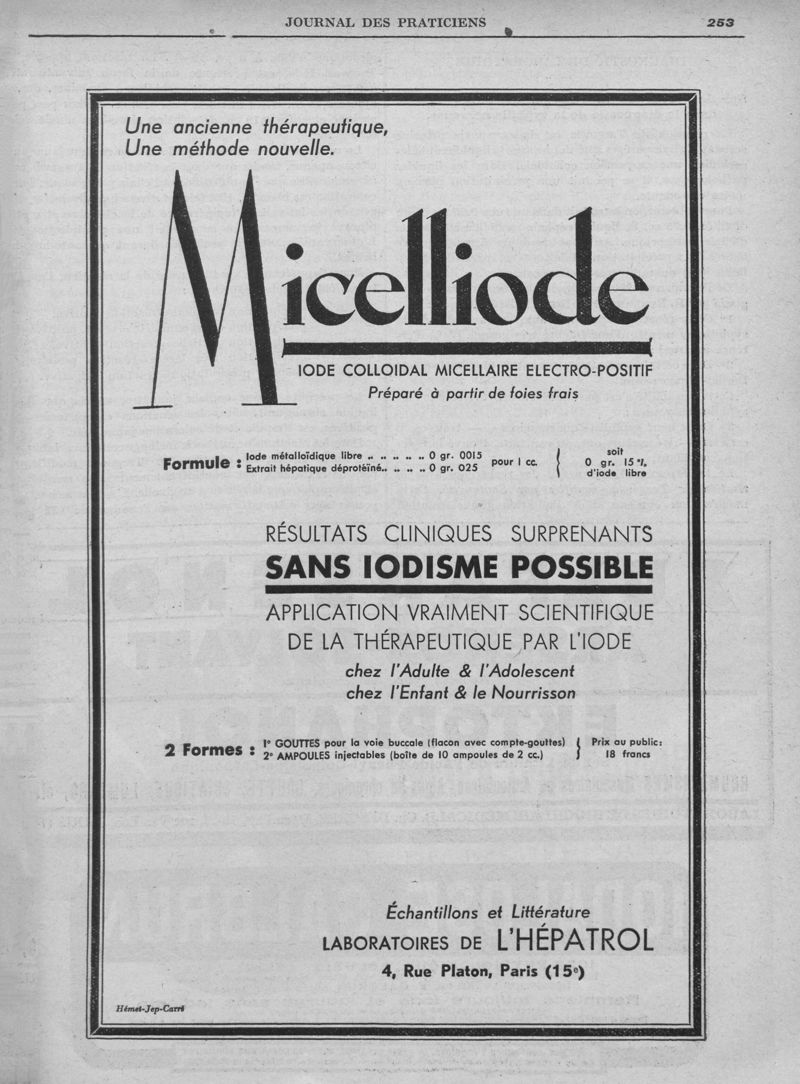 JOURNAL DES PRATICIENS 253
Une ancienne thérapeutique,
Une méthode nouvelle.
Micelliode
IODE COLLOIDAL MICELLAIRE ELECTRO-POSITIF
Préparé à partir de foies frais
Formule : Iode métalloïdique libre .. .. .. .. .. 0 gr. 0015
Extrait hépatique déprotéiné.. .. .. .. 0 gr. 025
pour 1 cc.
soit
0 gr. 15 %
d'iode libre
RÉSULTATS CLINIQUES SURPRENANTS
SANS IODISME POSSIBLE
APPLICATION VRAIMENT SCIENTIFIQUE
DE LA THÉRAPEUTIQUE PAR L'IODE
chez l'Adulte & l'Adolescent
chez l'Enfant & le Nourrisson
2 Formes : 1° GOUTTES pour la voie buccale (flacon avec compte-gouttes)
2° AMPOULES injectables (boîte de 10 ampoules de 2 cc.)
Prix au public:
18 francs
Échantillons et Littérature
LABORATOIRES DE L'HÉPATROL
4, Rue Platon, Paris (15e)
Hémet-Jep-Carré